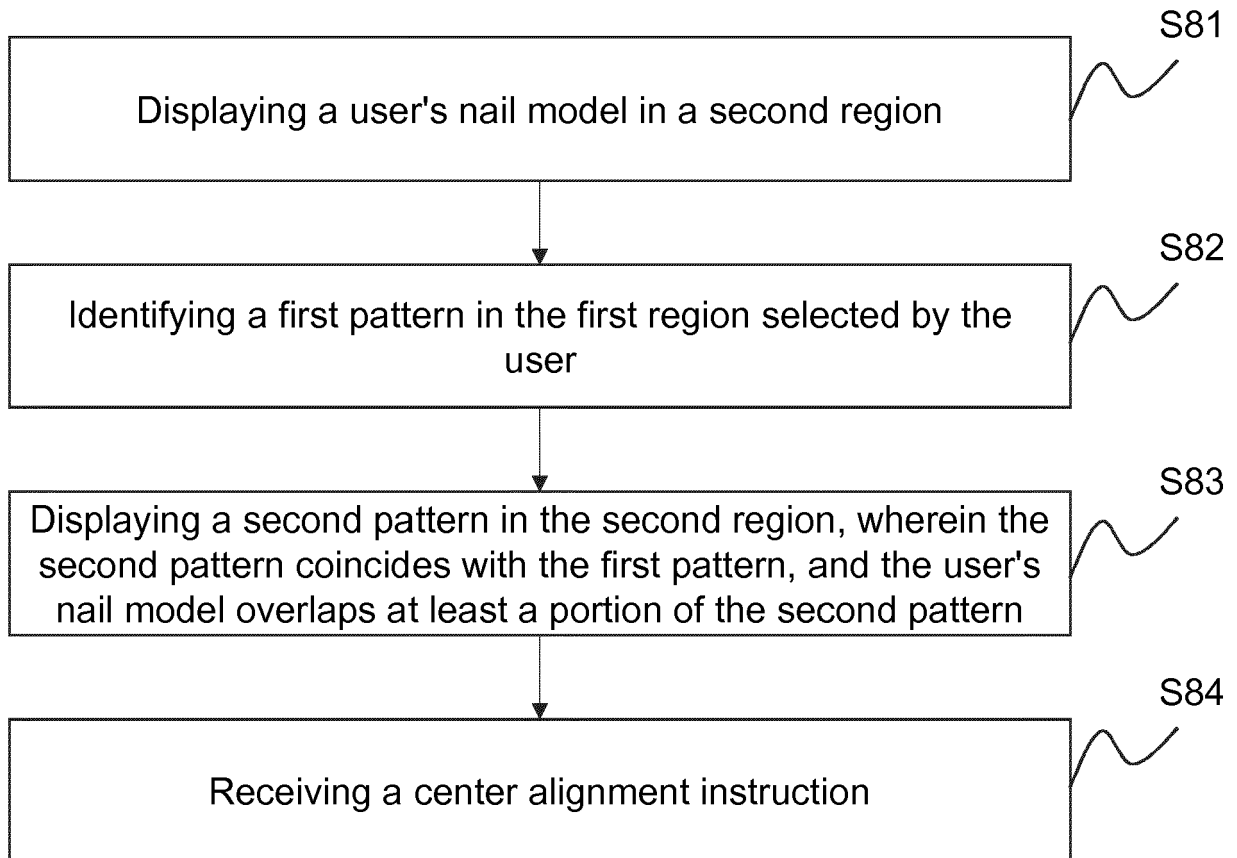 S81
Displaying a user's nail model in a second region
S82
Identifying a first pattern in the first region selected by the
user
S83
Displaying a second pattern in the second region, wherein the
second pattern coincides with the first pattern, and the user's
nail model overlaps at least a portion of the second pattern
S84
Receiving a center alignment instruction